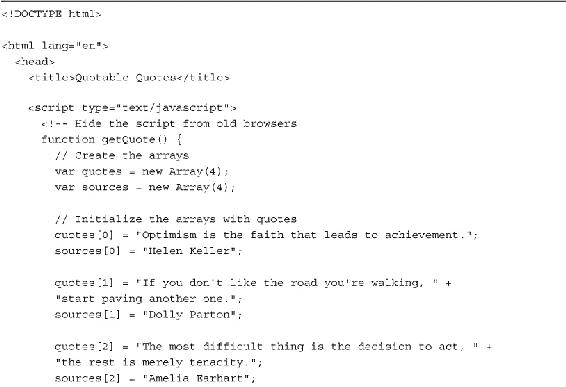 <!DOCTYPE html>
<html lang="en">
<head>
<title>Quotable Quotes</title>
<script type="text/javascript">
<!-- Hide the script from old browsers
function getQuote() {
// Create the arrays
var quotes = new Array(4);
var sources = new Array(4);
// Initialize the arrays with quotes
quotes[0] = "Optimism is the faith that leads to achievement.";
sources[0] = "Helen Keller";
quotes[1] = "If you don't like the road you're walking, " +
"start paving another one.";
sources[1] = "Dolly Parton";
quotes[2] = "The most difficult thing is the decision to act, " +
"the rest is merely tenacity.";
sources[2] = "Amelia Earhart";